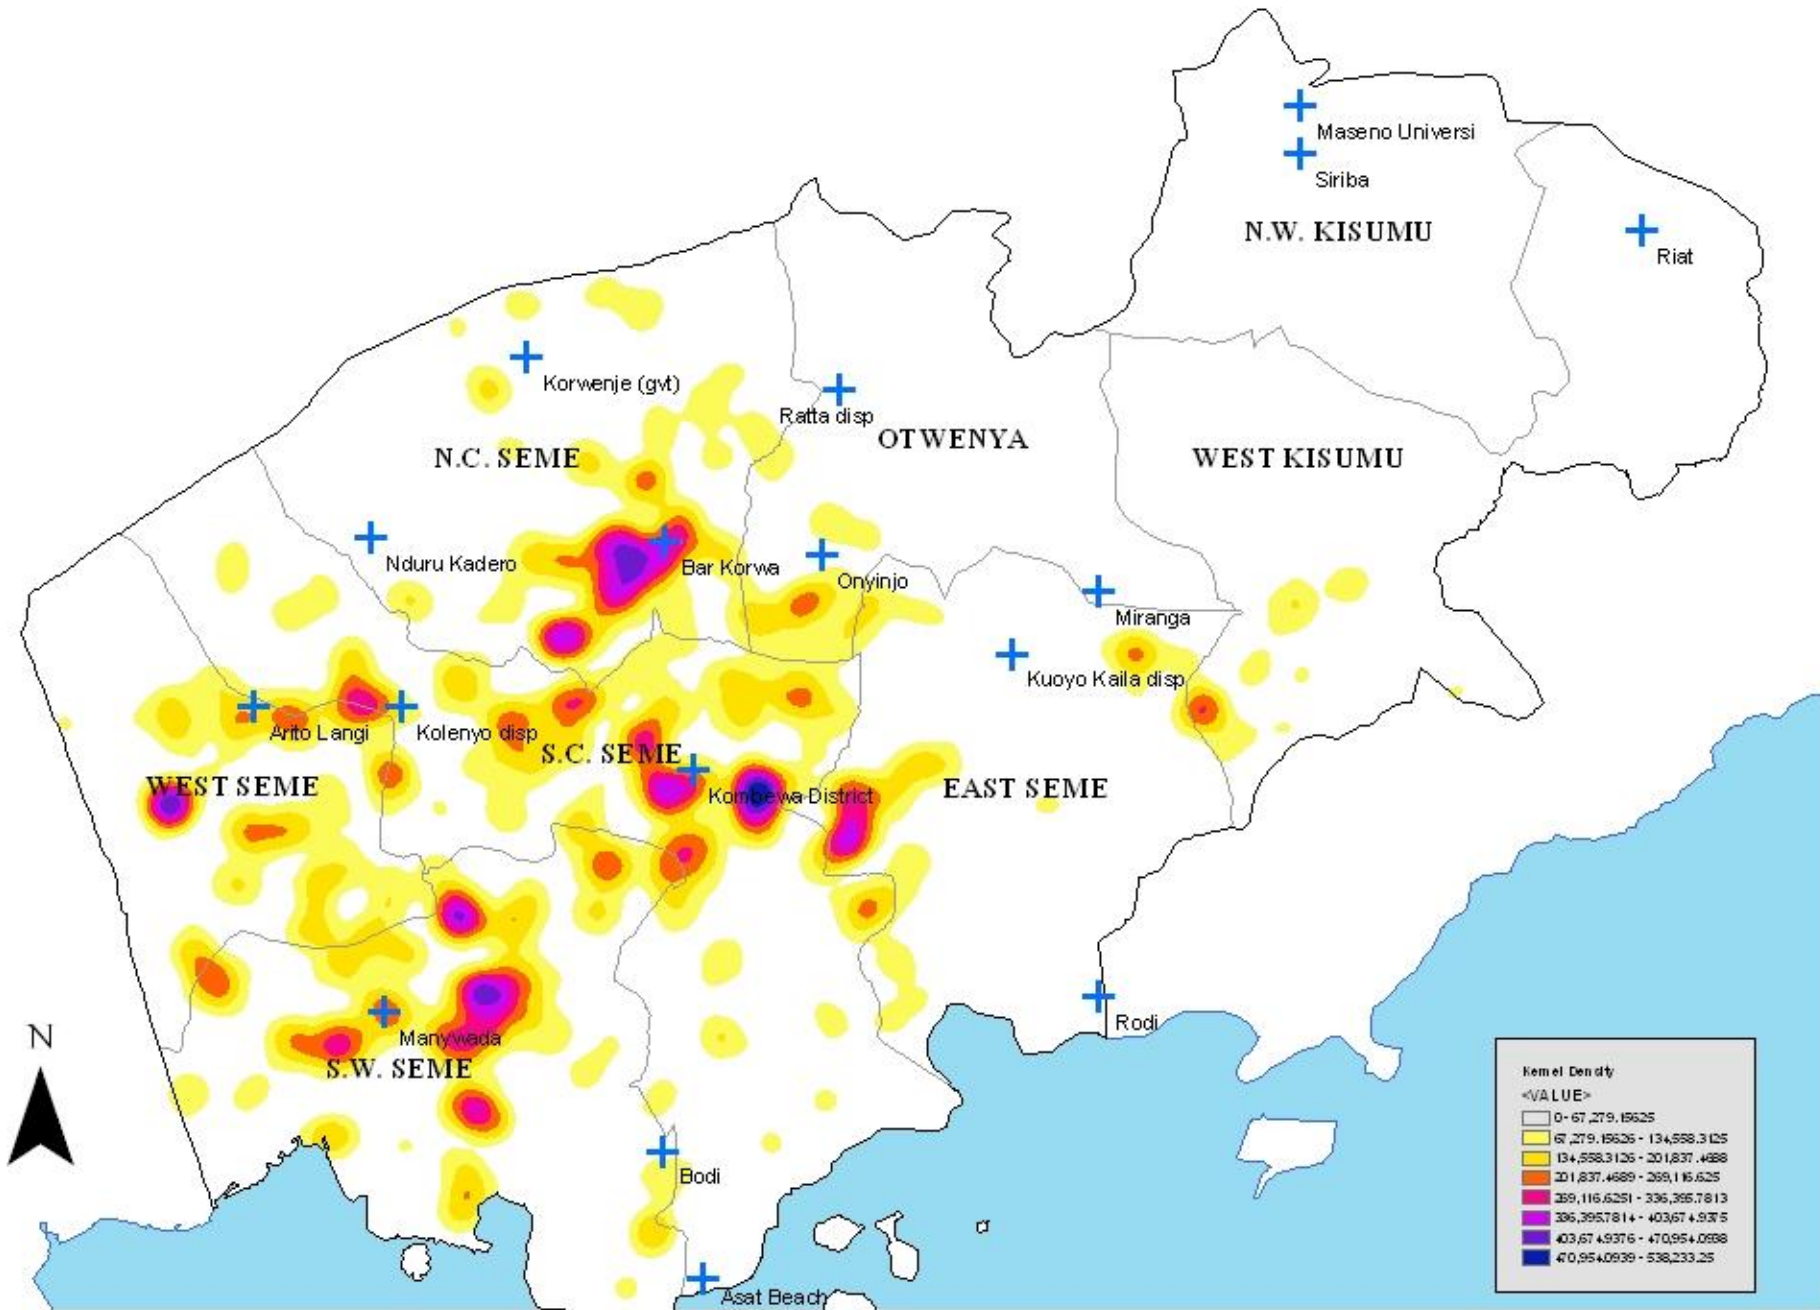 Maseno Universi
Siriba
N.W. KISUMU
Riat
Korwenje (gvt)
Ratta disp
OTWENYA
N.C. SEME
WEST KISUMU
Nduru Kadero
Bar Korwa
Onyinjo
Miranga
Kuoyo Kaila disp
Arito Langi
Kolenyo disp
S.C. SEME
WEST SEME
Kombewa District
EAST SEME
N
Manywada
Rodi
S.W. SEME
Bodi
Asat Beach
Kernel Density
<VALUE>
0 - 67,279.15625
67,279.15626 - 134,558.3125
134,558.3126 - 201,837.4688
201,837.4689 - 269,116.625
269,116.6251 - 336,395.7813
336,395.7814 - 403,674.9375
403,674.9376 - 470,954.0938
470,954.0939 - 538,233.25